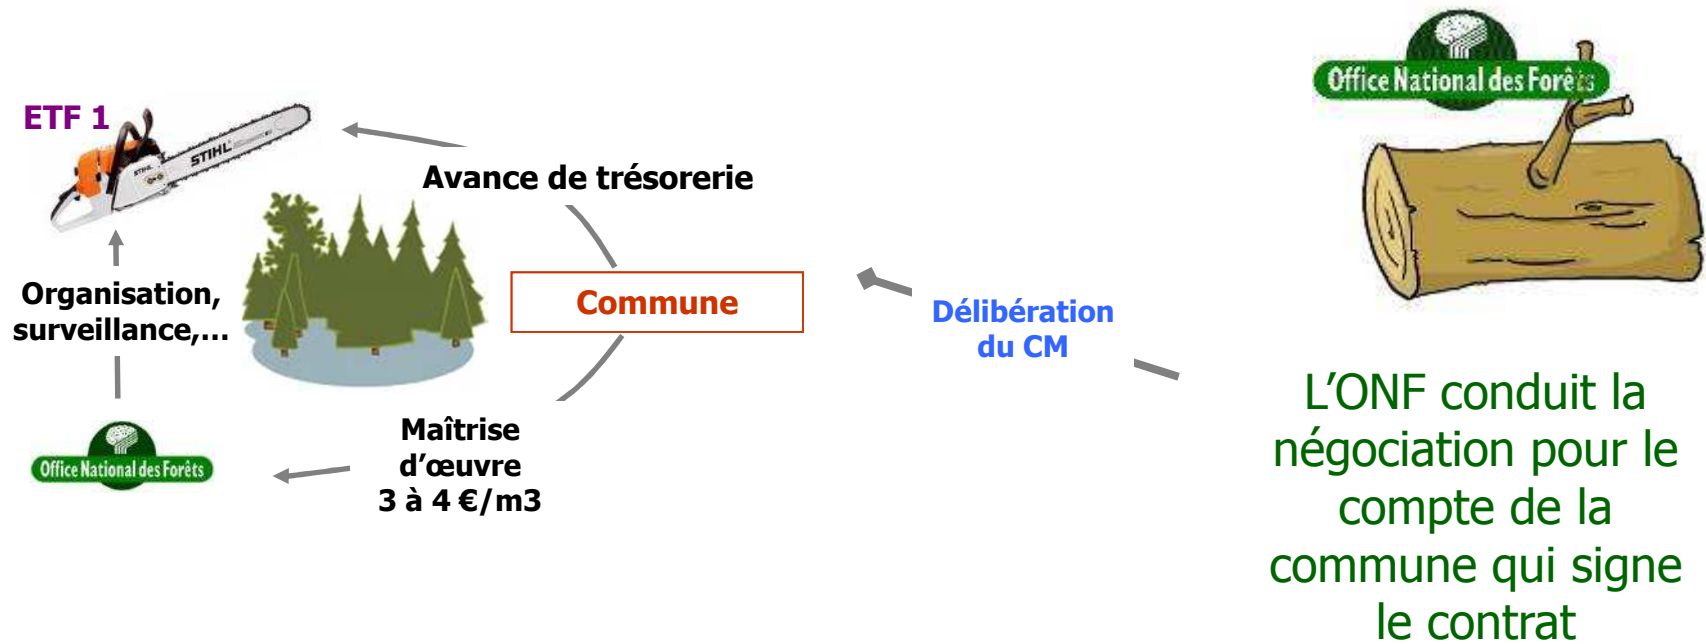 Office National des Forêts
ETF 1
STIHL
STIHL
Avance de trésorerie
Organisation,
surveillance,...
Commune
Délibération
du CM
Maîtrise
d'œuvre
3 à 4 €/m3
Office National des Forêts
L'ONF conduit la
négociation pour le
compte de la
commune qui signe
le contrat